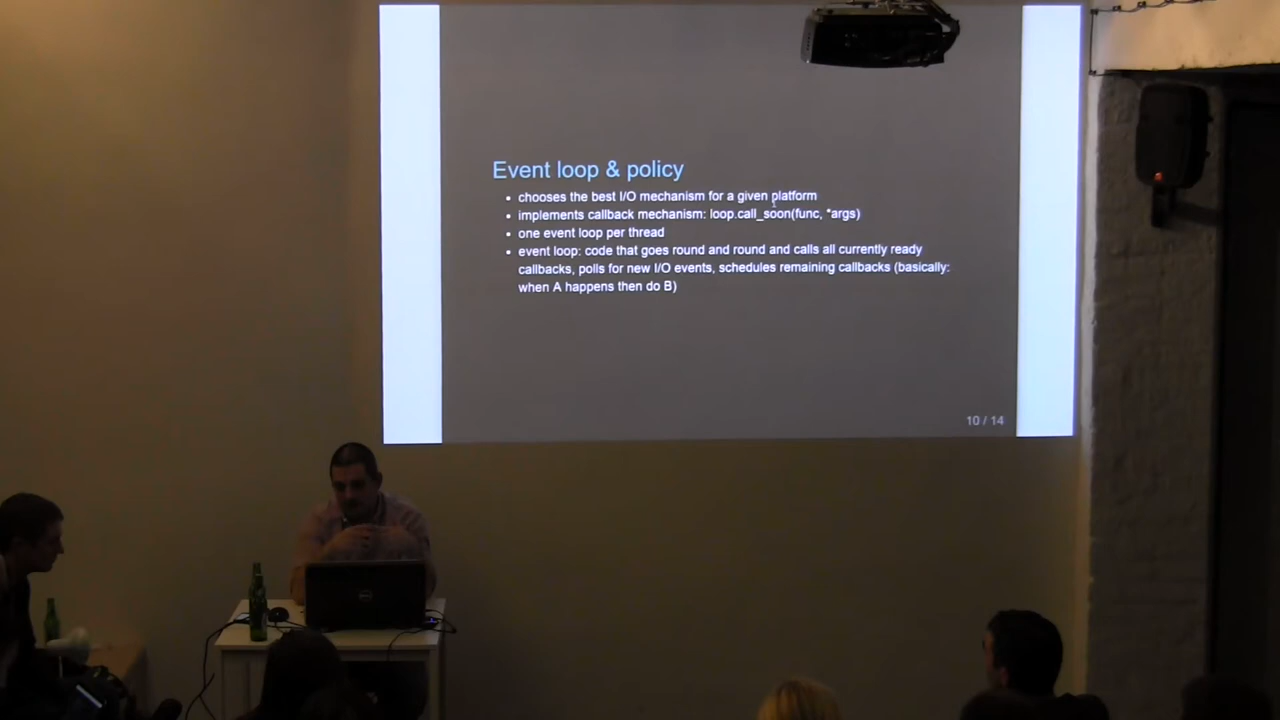 Event loop & policy
• chooses the best I/O mechanism for a given platform
• implements callback mechanism: loop.call_soon(func, *args)
• one event loop per thread
• event loop: code that goes round and round and calls all currently ready
callbacks, polls for new I/O events, schedules remaining callbacks (basically:
when A happens then do B)
10 / 14
DELL